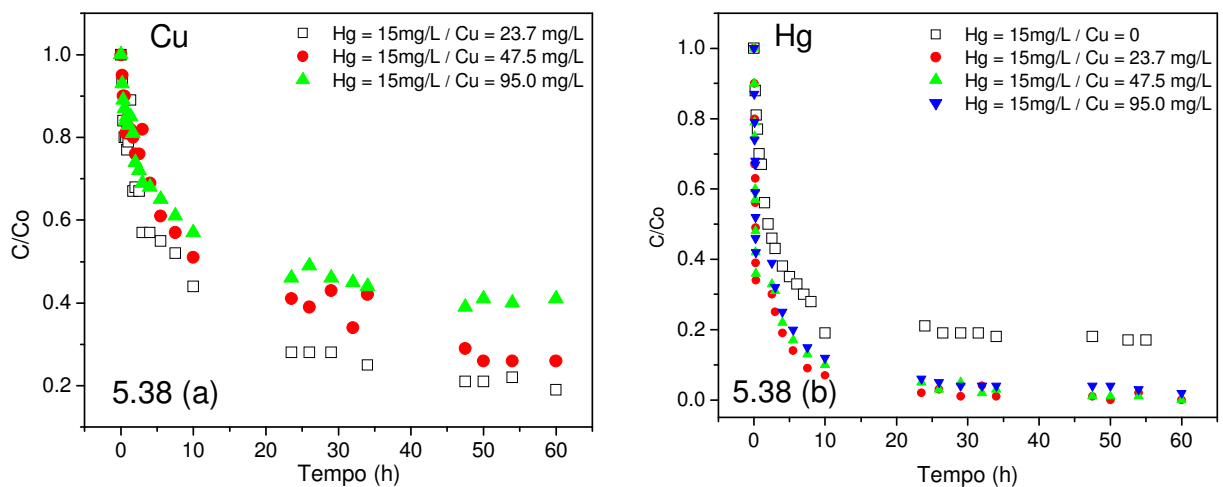 Cu
Hg = 15mg/L / Cu = 23.7 mg/L
Hg = 15mg/L / Cu = 47.5 mg/L
Hg = 15mg/L / Cu = 95.0 mg/L
1.0
0.8
0.6
0.4
0.2
C/Co
5.38 (a)
0 10 20 30 40 50 60
Tempo (h)
Hg
Hg = 15mg/L / Cu = 0
Hg = 15mg/L / Cu = 23.7 mg/L
Hg = 15mg/L / Cu = 47.5 mg/L
Hg = 15mg/L / Cu = 95.0 mg/L
1.0
0.8
0.6
0.4
0.2
0.0
C/Co
5.38 (b)
0 10 20 30 40 50 60
Tempo (h)